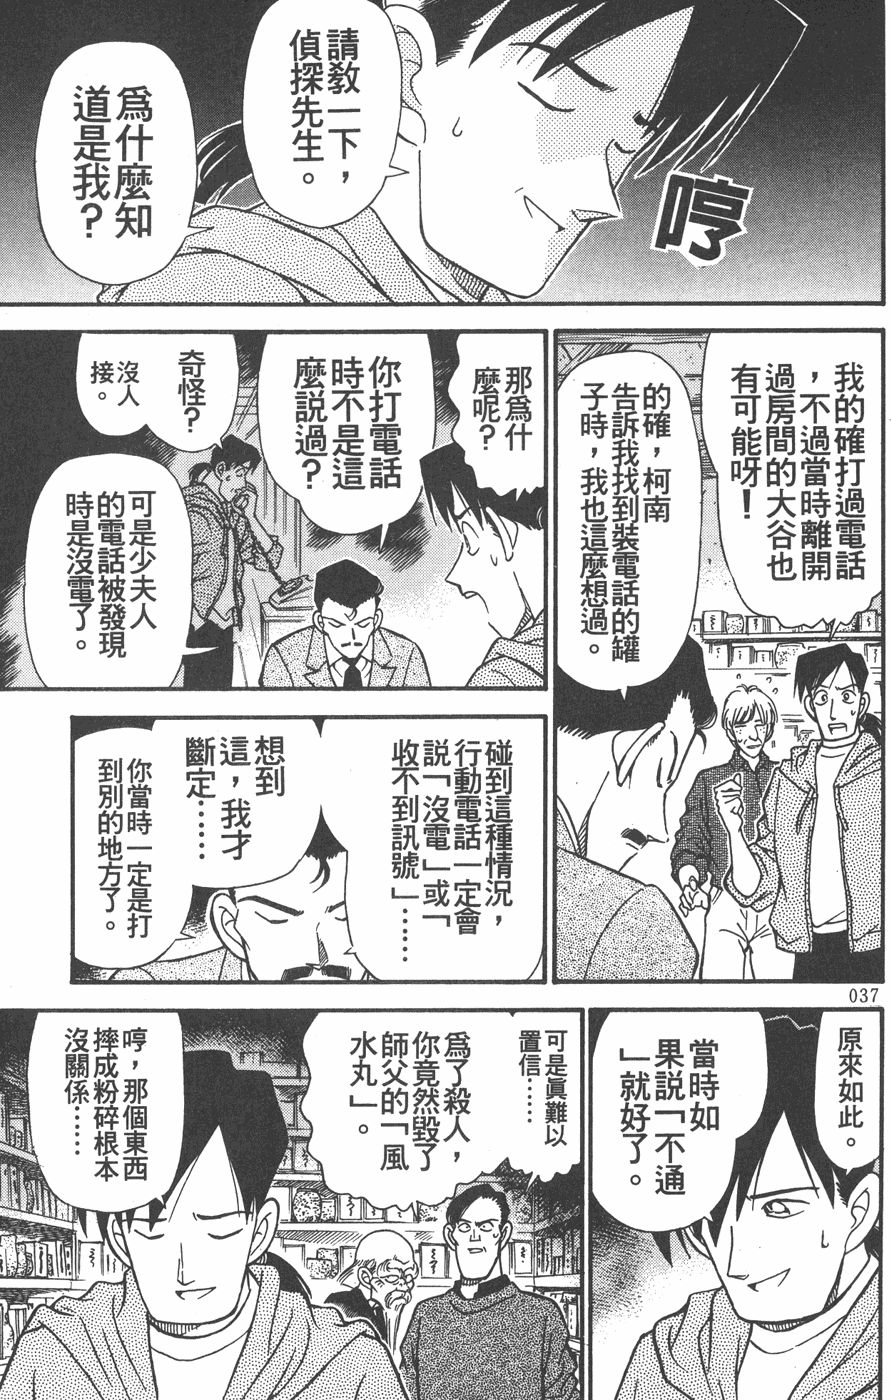 哼
請教一下，
偵探先生。
爲什麼知
道是我？
我的確打過電話
，不過當時離開
過房間的大谷也
有可能呀！
的確，柯南
告訴我找到裝電話的罐
子時，我也這麼想過。
那爲什
麼呢？
你打電話
時不是這
麼説過？
奇怪？
沒人
接。
可是少夫人
的電話被發現
時是沒電了。
碰到這種情況，
行動電話一定會
説「沒電」或「
收不到訊號」……
想到
這，我才
斷定……
你當時一定是打
到別的地方了。
037
原來如此。
當時如
果説「不通
」就好了。
可是眞難以
置信……
爲了殺人，
你竟然毀了
師父的「風
水丸」。
哼，那個東西
摔成粉碎根本
沒關係……